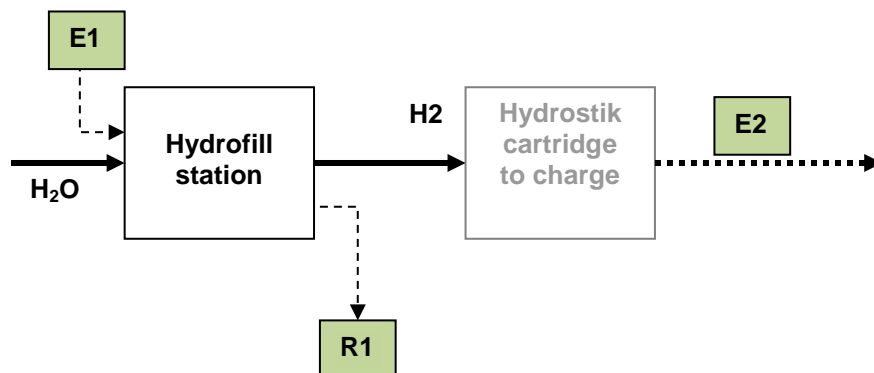 E1
H₂O
Hydrofill
station
H2
Hydrostik
cartridge
to charge
E2
R1